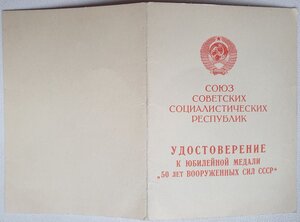 СОЮЗ
СОВЕТСКИХ
СОЦИАЛИСТИЧЕСКИХ
РЕСПУБЛИК
УДОСТОВЕРЕНИЕ
К ЮБИЛЕЙНОЙ МЕДАЛИ
„50 ЛЕТ ВООРУЖЕННЫХ СИЛ СССР“